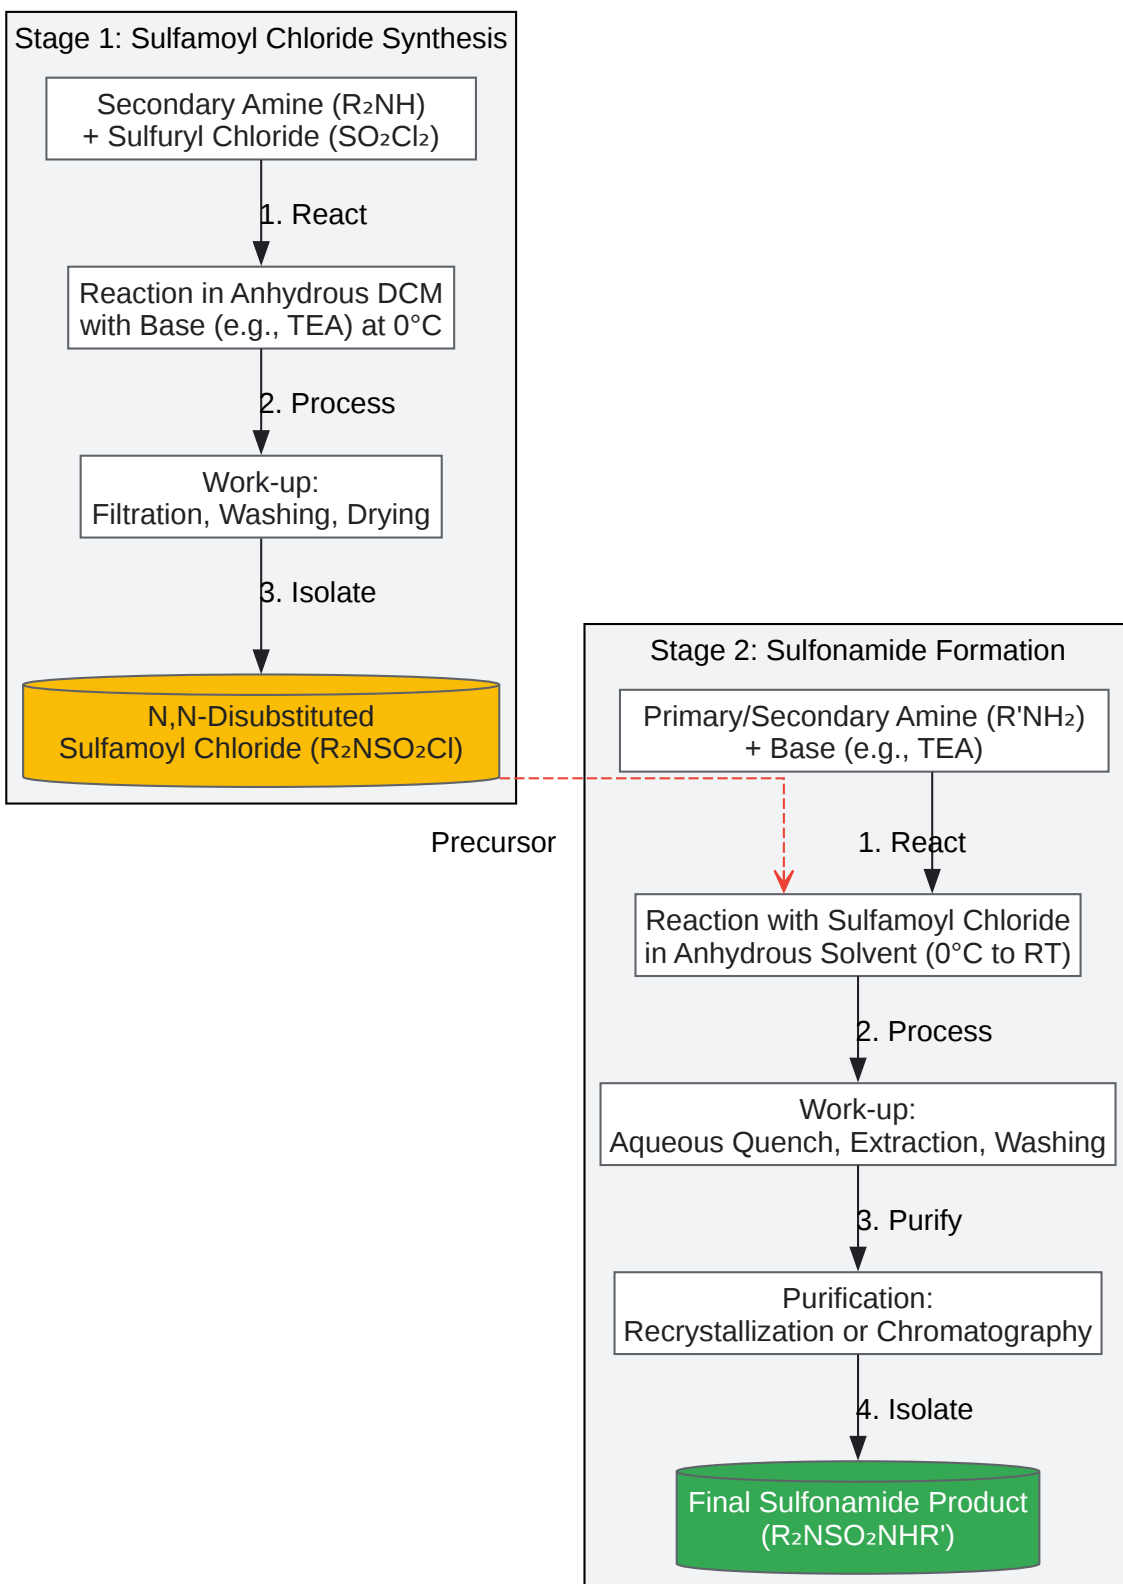 Stage 1: Sulfamoyl Chloride Synthesis
Secondary Amine (R₂NH)
+ Sulfuryl Chloride (SO₂Cl₂)
1. React
Reaction in Anhydrous DCM
with Base (e.g., TEA) at 0°C
2. Process
Work-up:
Filtration, Washing, Drying
3. Isolate
N,N-Disubstituted
Sulfamoyl Chloride (R₂NSO₂Cl)
Precursor
Stage 2: Sulfonamide Formation
Primary/Secondary Amine (R'NH₂)
+ Base (e.g., TEA)
1. React
Reaction with Sulfamoyl Chloride
in Anhydrous Solvent (0°C to RT)
2. Process
Work-up:
Aqueous Quench, Extraction, Washing
3. Purify
Purification:
Recrystallization or Chromatography
4. Isolate
Final Sulfonamide Product
(R₂NSO₂NHR')